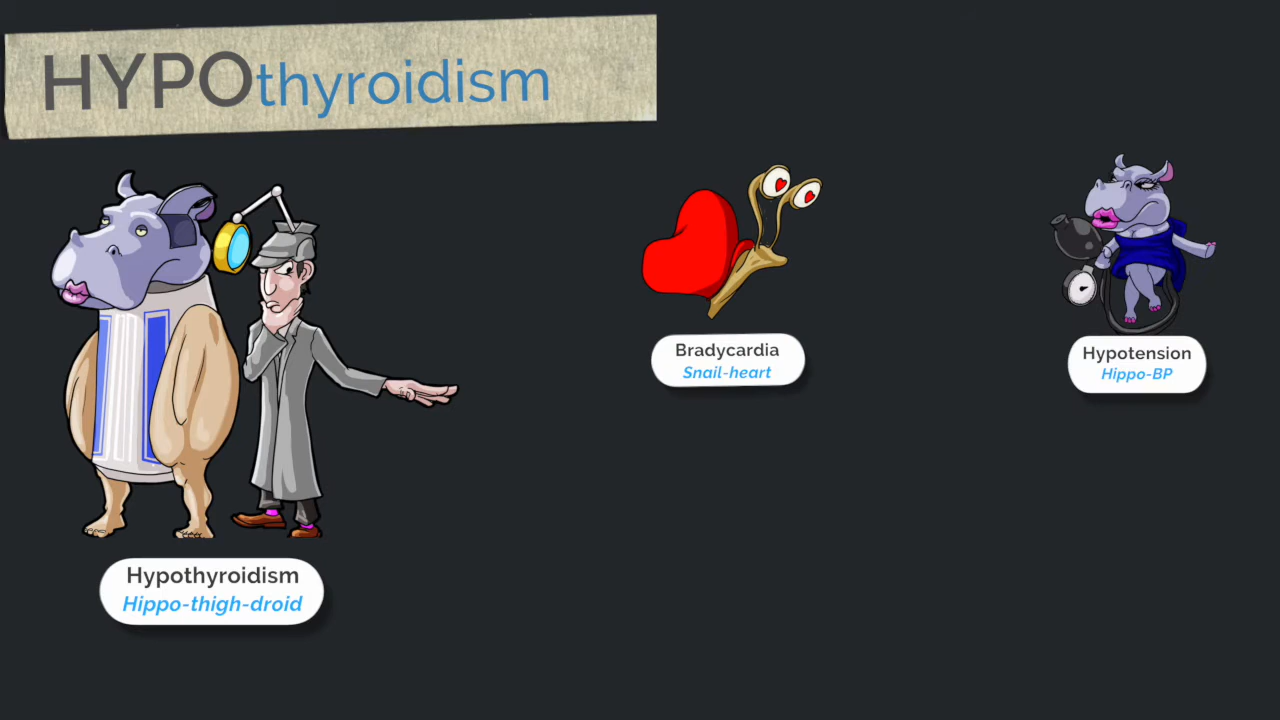 HYPOthyroidism
Bradycardia
Snail-heart
Hypotension
Hippo-BP
Hypothyroidism
Hippo-thigh-droid